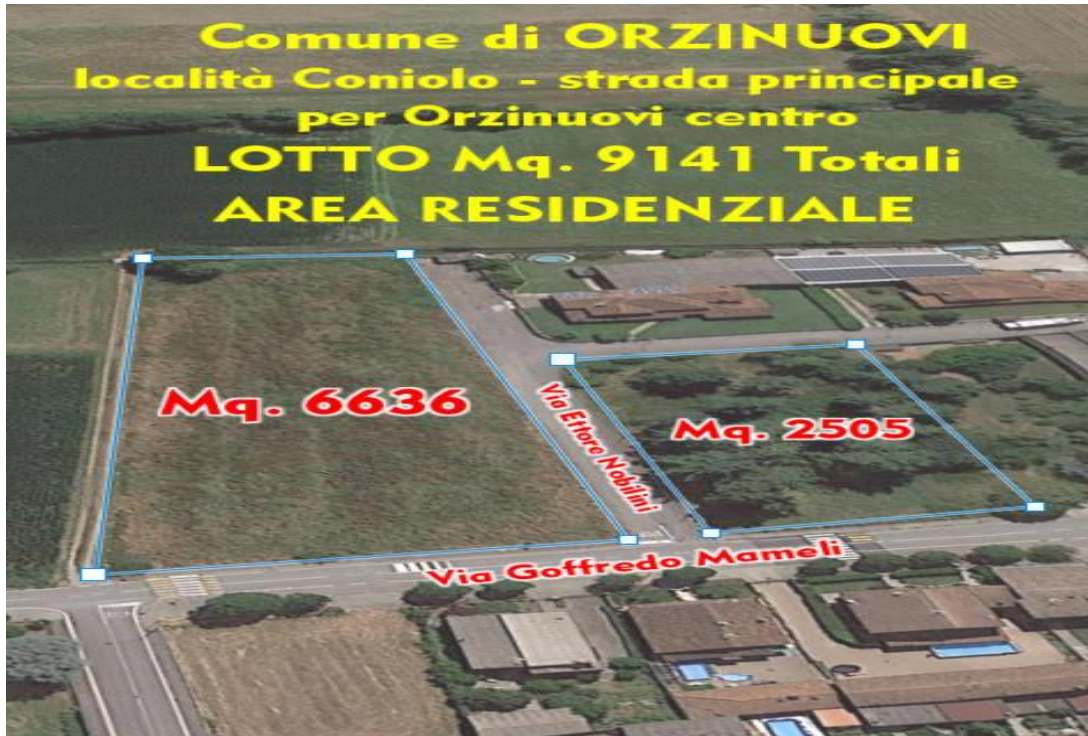 Comune di ORZINUOVI
località Coniolo - strada principale
per Orzinuovi centro
LOTTO Mq. 9141 Totali
AREA RESIDENZIALE
Mq. 6636
Via Ettore Nobilini
Mq. 2505
Via Goffredo Mameli